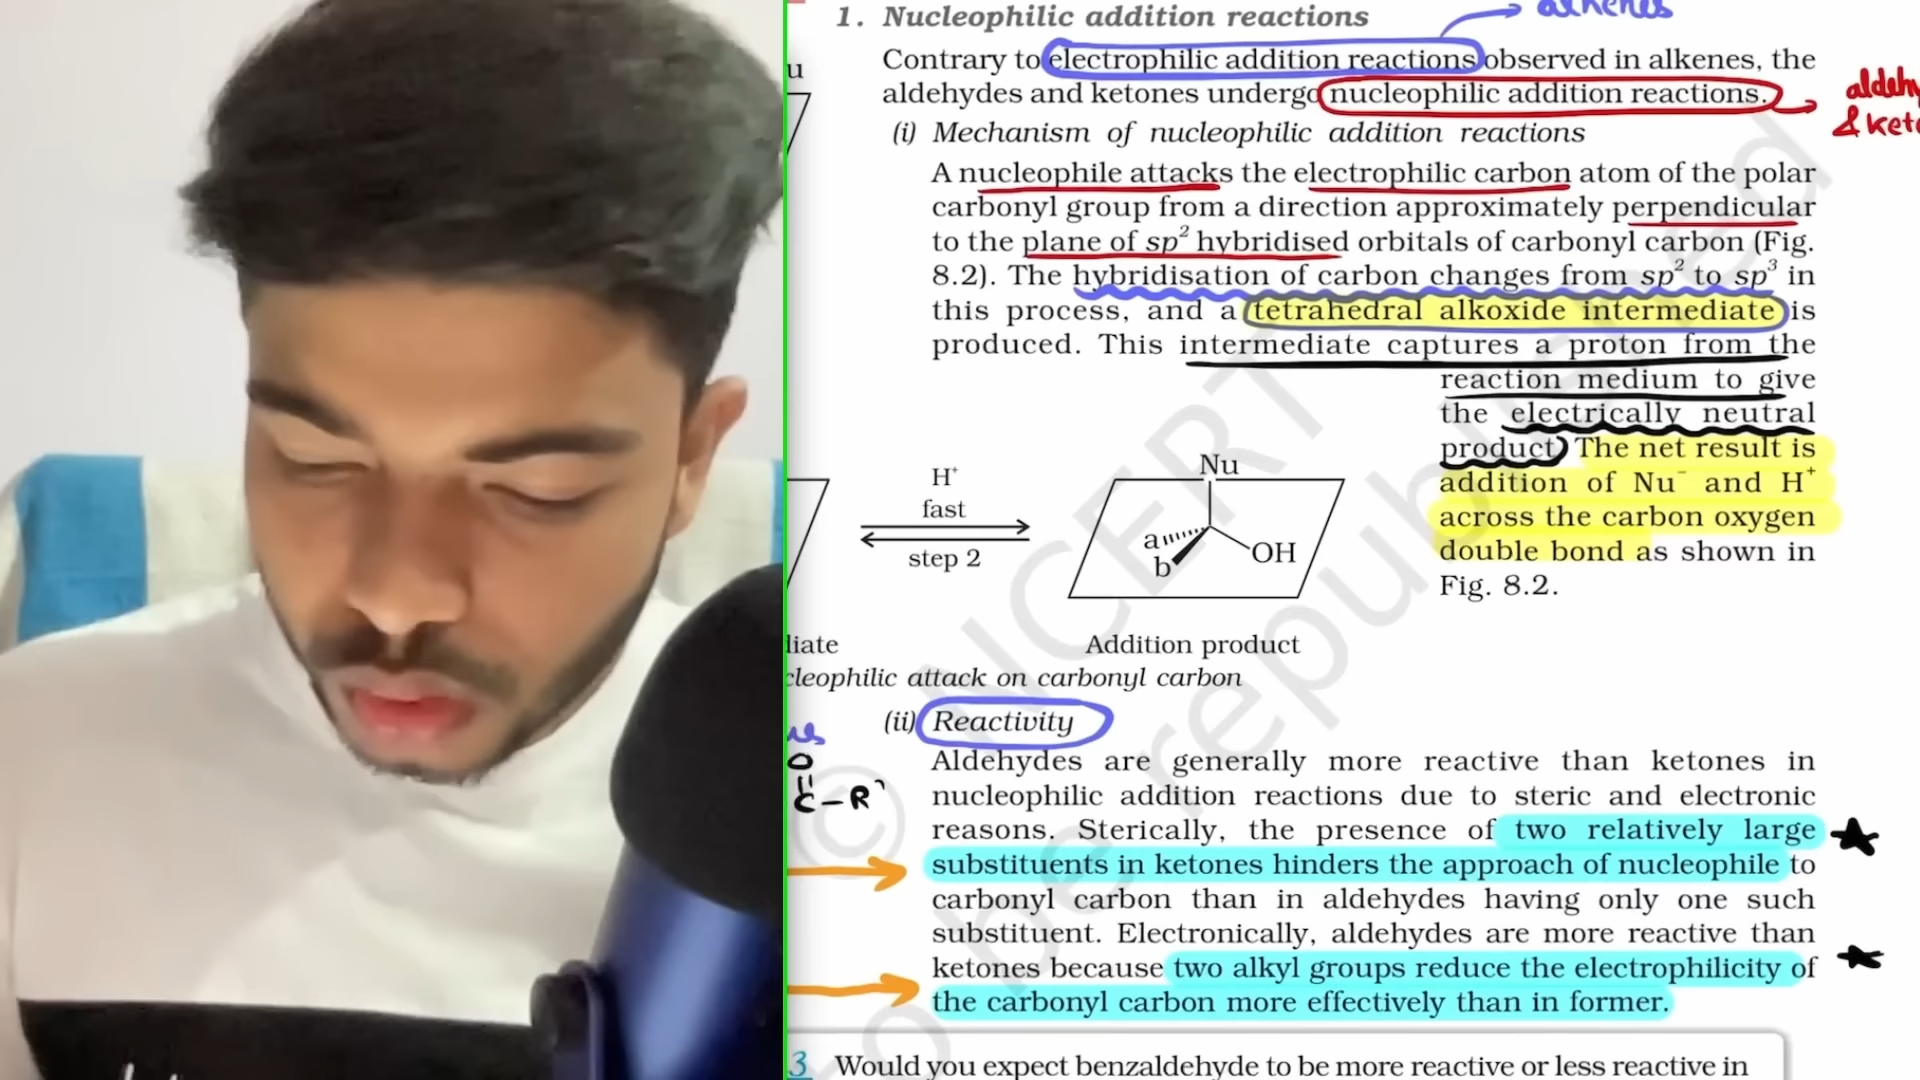 alkenes
1. Nucleophilic addition reactions
Contrary to electrophilic addition reactions observed in alkenes, the
aldehydes and ketones undergo nucleophilic addition reactions.
aldehy
& keto
(i) Mechanism of nucleophilic addition reactions
A nucleophile attacks the electrophilic carbon atom of the polar
carbonyl group from a direction approximately perpendicular
to the plane of sp² hybridised orbitals of carbonyl carbon (Fig.
8.2). The hybridisation of carbon changes from sp² to sp³ in
this process, and a tetrahedral alkoxide intermediate is
produced. This intermediate captures a proton from the
reaction medium to give
the electrically neutral
product. The net result is
addition of Nu⁻ and H⁺
across the carbon oxygen
double bond as shown in
Fig. 8.2.
u
H⁺
fast
step 2
Nu
a
b
OH
diate
Addition product
cleophilic attack on carbonyl carbon
(ii) Reactivity
O
C – R'
Aldehydes are generally more reactive than ketones in
nucleophilic addition reactions due to steric and electronic
reasons. Sterically, the presence of two relatively large
substituents in ketones hinders the approach of nucleophile to
carbonyl carbon than in aldehydes having only one such
substituent. Electronically, aldehydes are more reactive than
ketones because two alkyl groups reduce the electrophilicity of
the carbonyl carbon more effectively than in former.
3 Would you expect benzaldehyde to be more reactive or less reactive in
© NCERT
to be republished